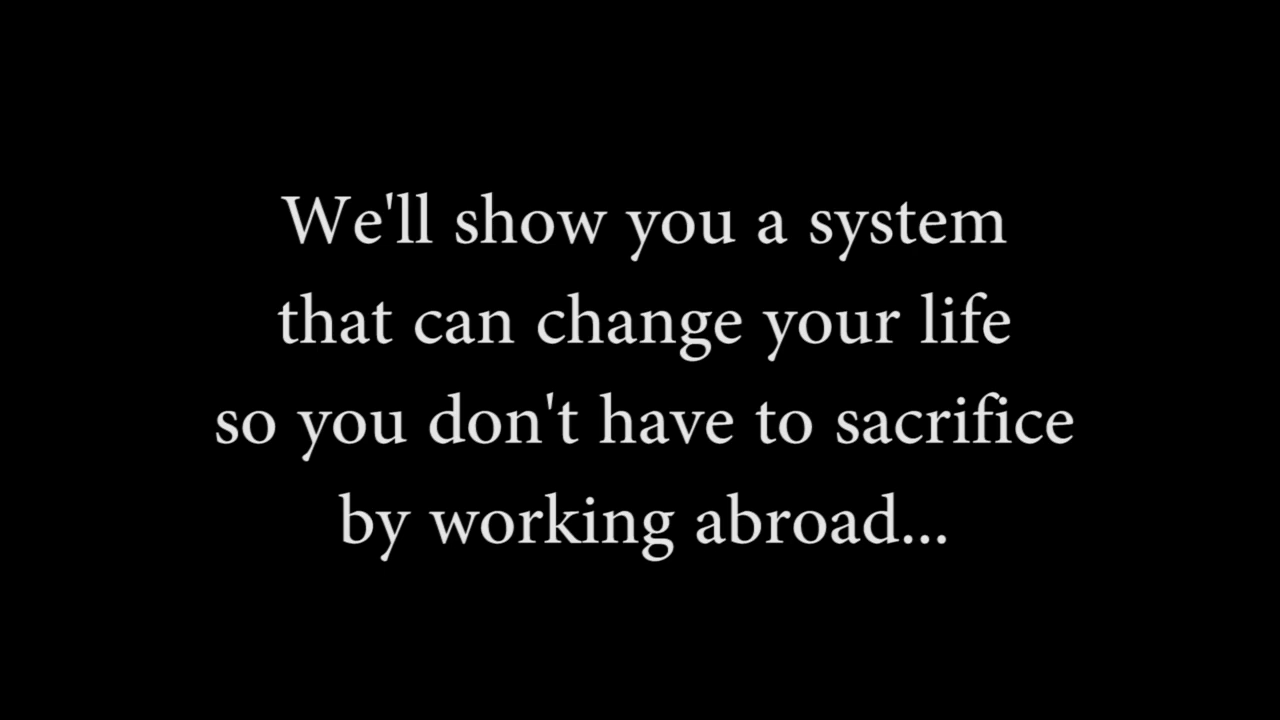 We'll show you a system
that can change your life
so you don't have to sacrifice
by working abroad...